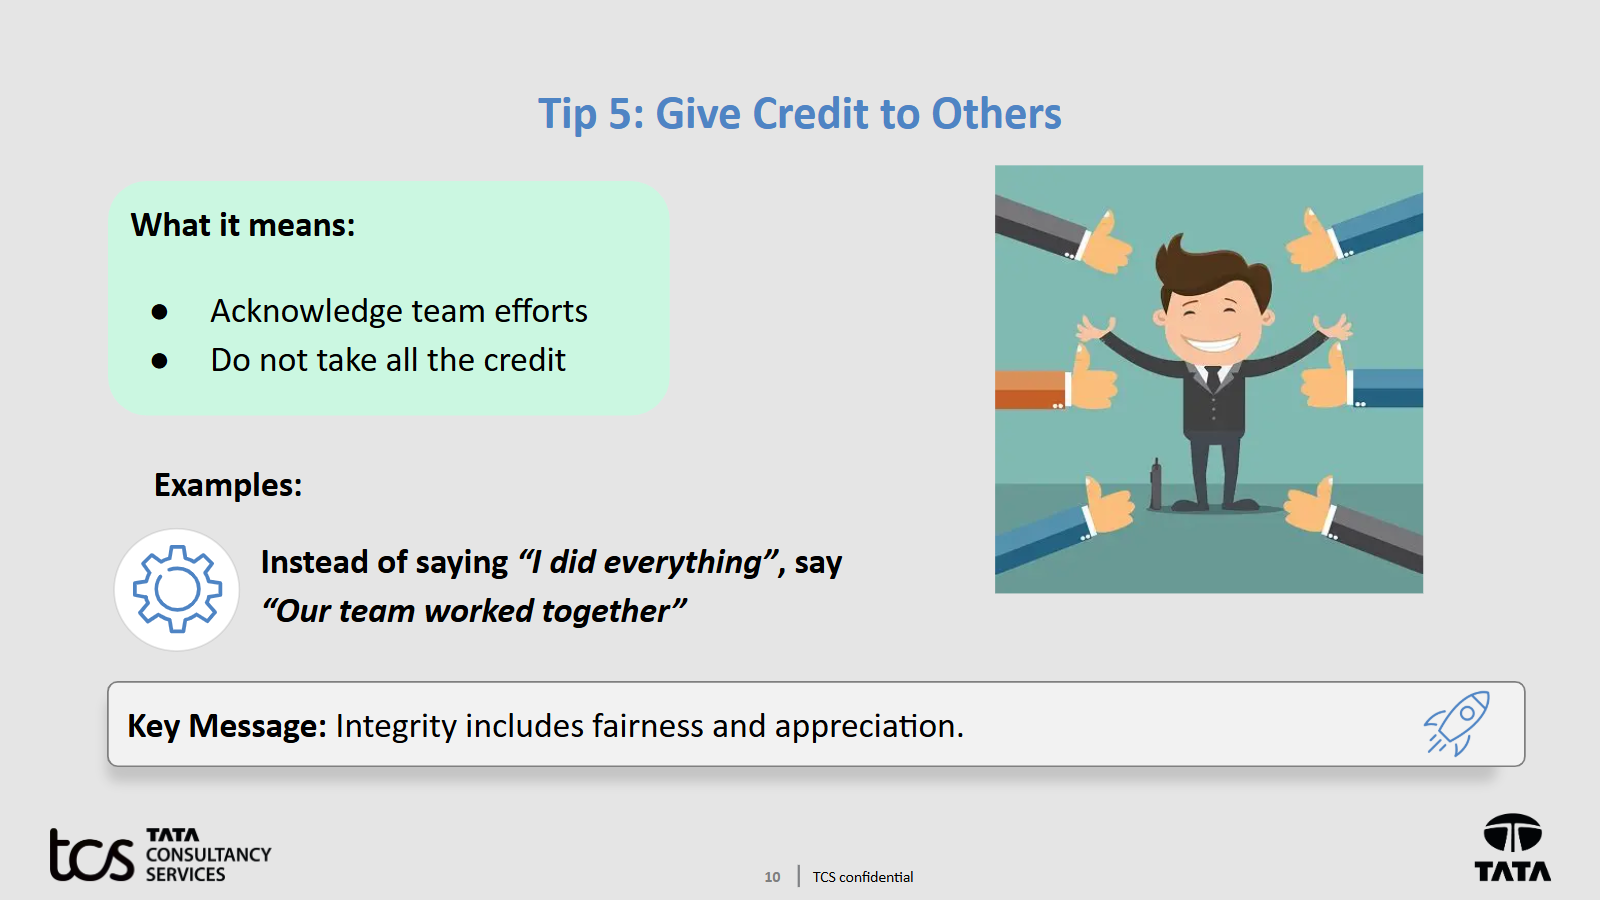 Tip 5: Give Credit to Others
What it means:
● Acknowledge team efforts
● Do not take all the credit
Examples:
Instead of saying “I did everything”, say
“Our team worked together”
Key Message: Integrity includes fairness and appreciation.
tcs TATA
CONSULTANCY
SERVICES
10 | TCS confidential
TATA